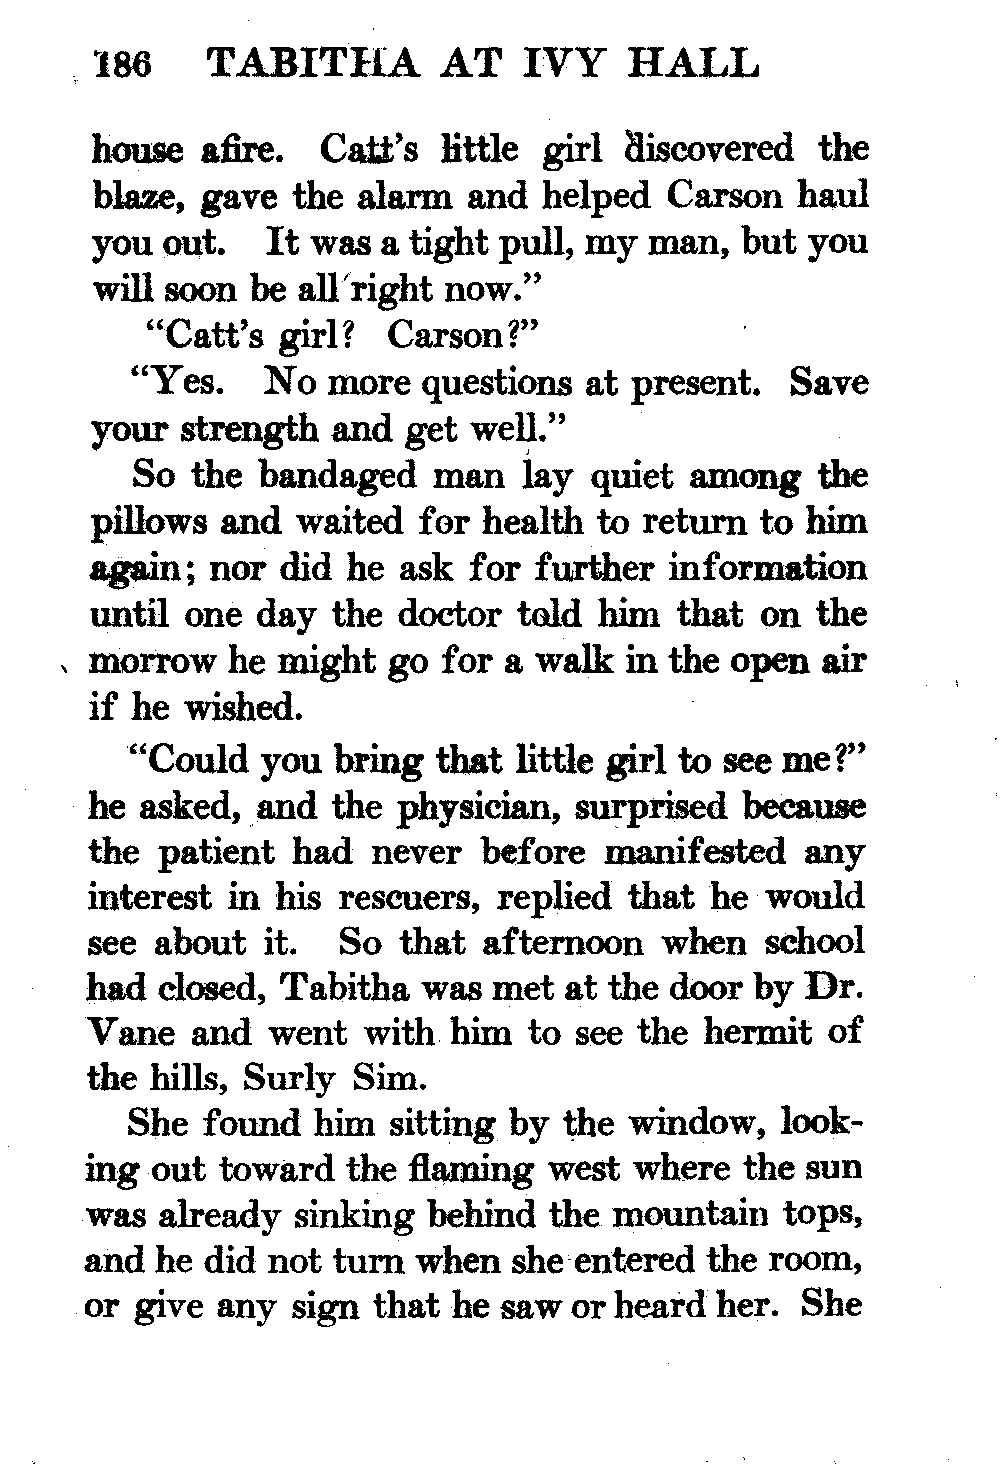 186 TABITHA AT IVY HALL
house afire. Catt's little girl discovered the
blaze, gave the alarm and helped Carson haul
you out. It was a tight pull, my man, but you
will soon be all right now."
"Catt's girl? Carson?"
"Yes. No more questions at present. Save
your strength and get well."
So the bandaged man lay quiet among the
pillows and waited for health to return to him
again; nor did he ask for further information
until one day the doctor told him that on the
morrow he might go for a walk in the open air
if he wished.
"Could you bring that little girl to see me?"
he asked, and the physician, surprised because
the patient had never before manifested any
interest in his rescuers, replied that he would
see about it. So that afternoon when school
had closed, Tabitha was met at the door by Dr.
Vane and went with him to see the hermit of
the hills, Surly Sim.
She found him sitting by the window, look-
ing out toward the flaming west where the sun
was already sinking behind the mountain tops,
and he did not turn when she entered the room,
or give any sign that he saw or heard her. She